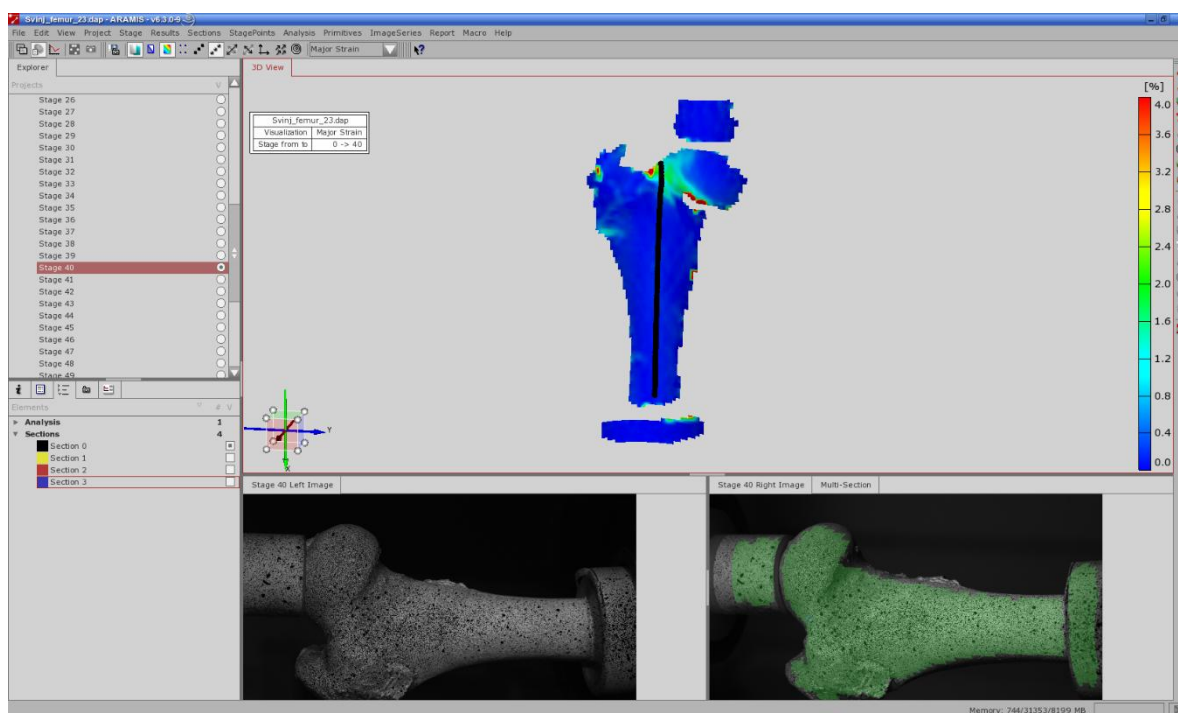 Svinj_femur_23.dap - ARAMIS - v6.3.0-9
File Edit View Project Stage Results Sections StagePoints Analysis Primitives ImageSeries Report Macro Help
Major Strain
Explorer
3D View
Projects
Stage 26
Stage 27
Stage 28
Stage 29
Stage 30
Stage 31
Stage 32
Stage 33
Stage 34
Stage 35
Stage 36
Stage 37
Stage 38
Stage 39
Stage 40
Stage 41
Stage 42
Stage 43
Stage 44
Stage 45
Stage 46
Stage 47
Stage 48
Stage 49
Svinj_femur_23.dap
Visualization Major Strain
Stage from to 0 -> 40
[%]
4.0
3.6
3.2
2.8
2.4
2.0
1.6
1.2
0.8
0.4
0.0
Y
X
Elements # V
Analysis 1
Sections 4
Section 0
Section 1
Section 2
Section 3
Stage 40 Left Image
Stage 40 Right Image Multi-Section
Memory: 744/31353/8199 MB